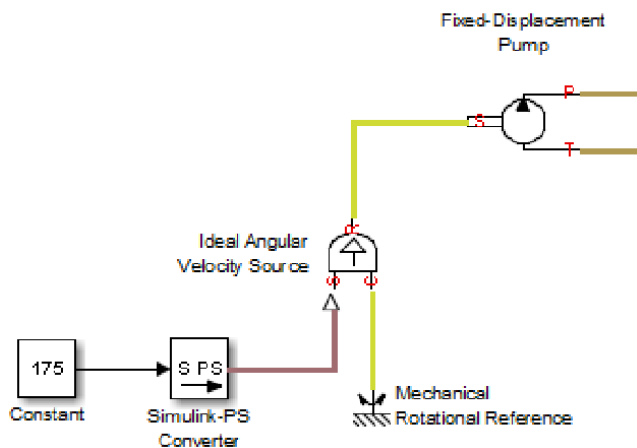 Fixed-Displacement
Pump
P
S
T
R
Ideal Angular
Velocity Source
S
C
175
S PS
Mechanical
Rotational Reference
Constant
Simulink-PS
Converter